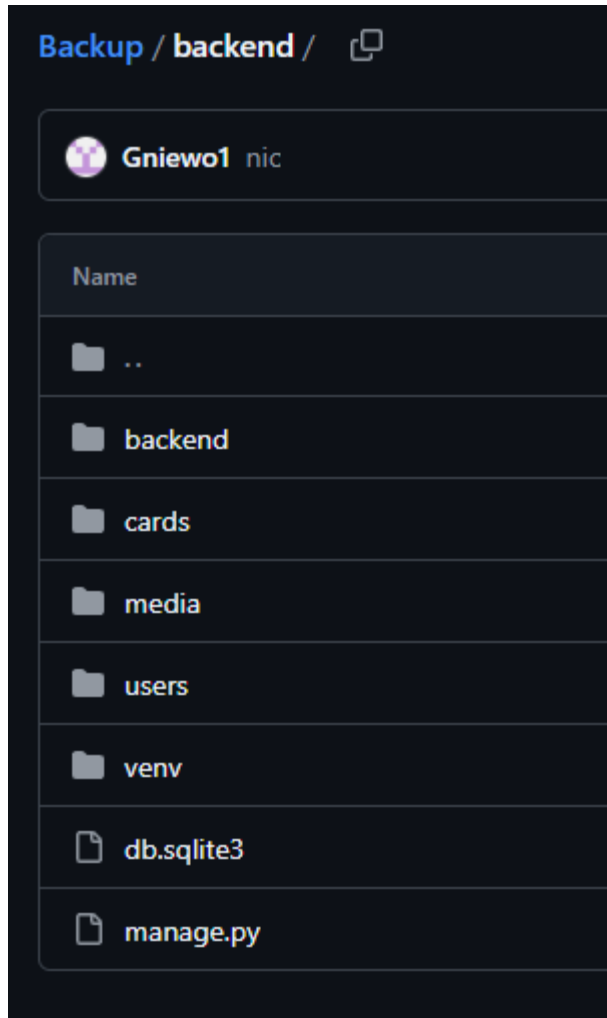 Backup / backend /
Gniewo1 nic
Name
..
backend
cards
media
users
venv
db.sqlite3
manage.py